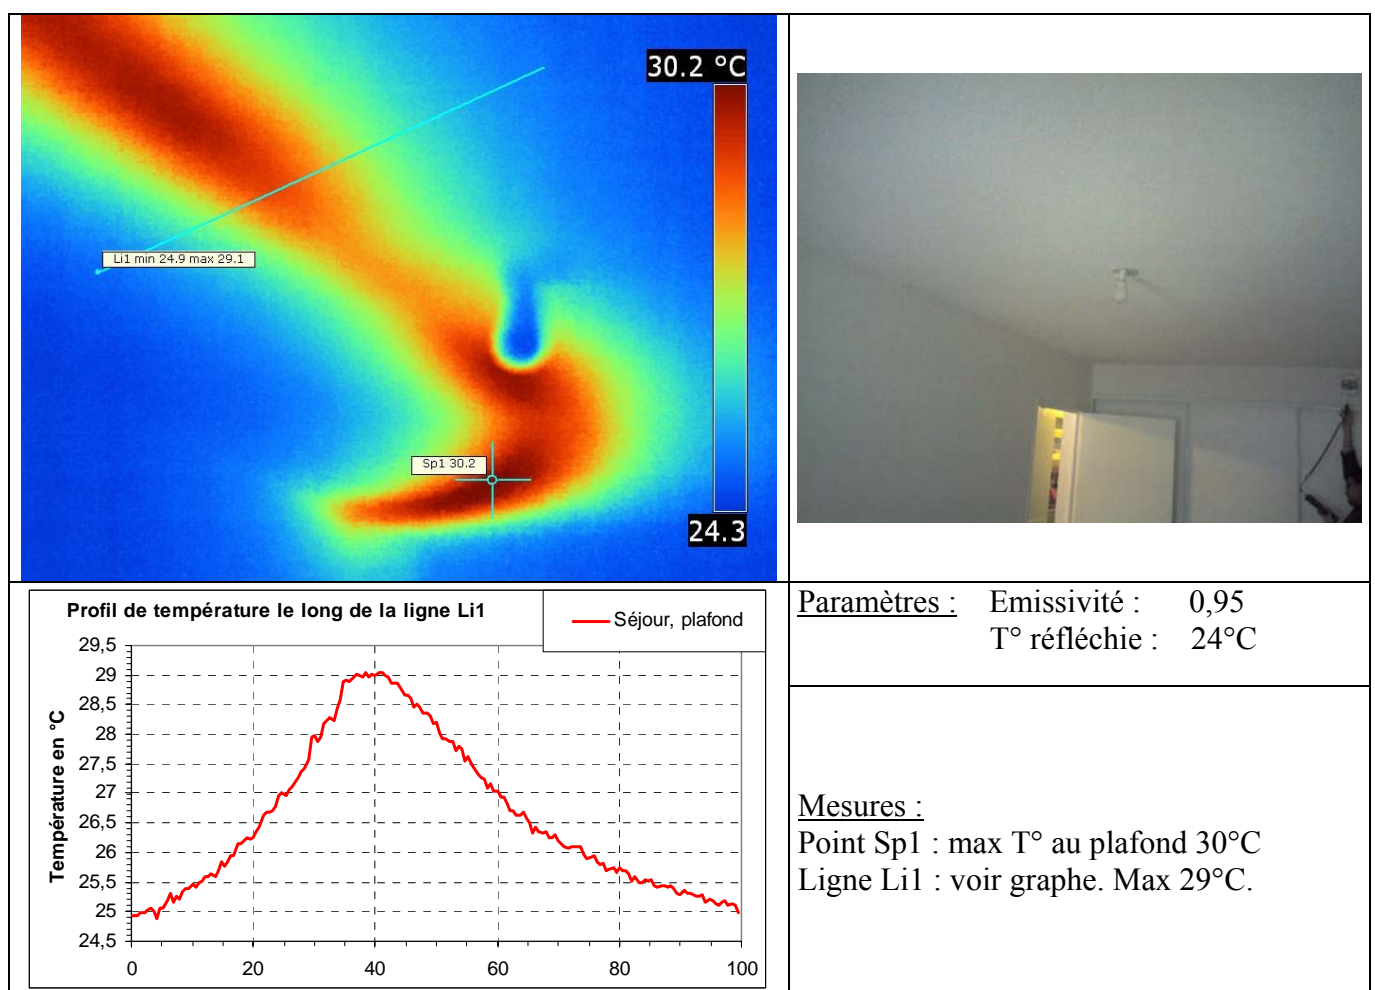 30.2 °C
Li1 min 24.9 max 29.1
Sp1 30.2
24.3
Profil de température le long de la ligne Li1
Séjour, plafond
Température en °C
29,5
29
28,5
28
27,5
27
26,5
26
25,5
25
24,5
0 20 40 60 80 100
Paramètres : Emissivité : 0,95
T° réfléchie : 24°C
Mesures :
Point Sp1 : max T° au plafond 30°C
Ligne Li1 : voir graphe. Max 29°C.